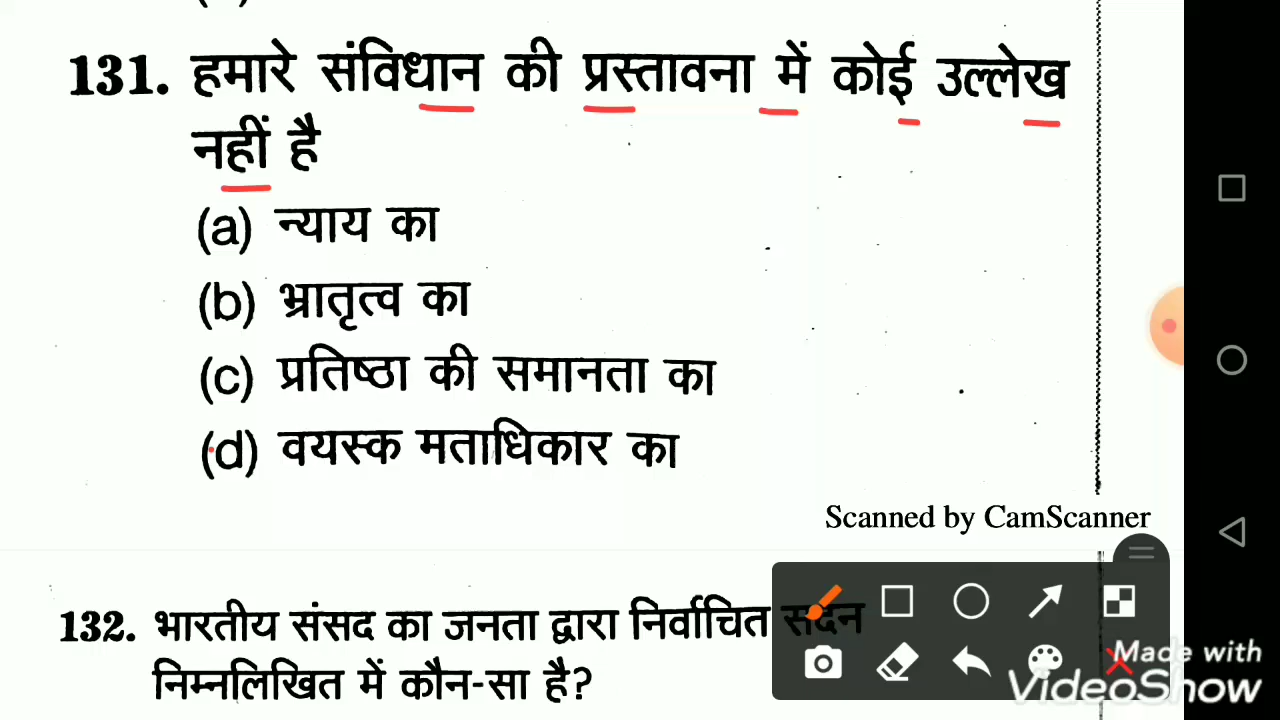 131. हमारे संविधान की प्रस्तावना में कोई उल्लेख
नहीं है
(a) न्याय का
(b) भ्रातृत्व का
(c) प्रतिष्ठा की समानता का
(d) वयस्क मताधिकार का
Scanned by CamScanner
132. भारतीय संसद का जनता द्वारा निर्वाचित सदन
निम्नलिखित में कौन-सा है?
Made with
VideoShow